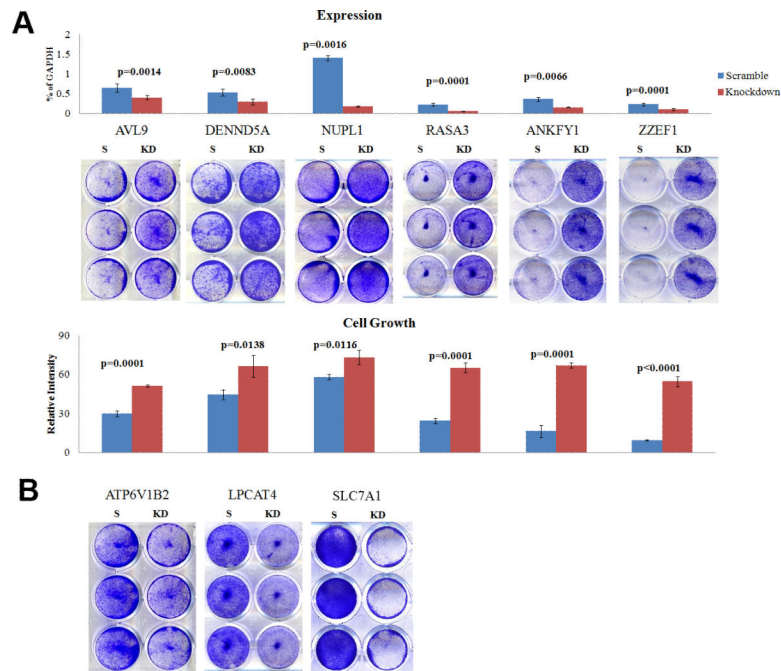 A
Expression
% of GAPDH
2
1.5
1
0.5
0
p=0.0014
p=0.0083
p=0.0016
p=0.0001
p=0.0066
p=0.0001
Scramble
Knockdown
AVL9 DENND5A NUPL1 RASA3 ANKFY1 ZZEF1
S KD S KD S KD S KD S KD S KD
Cell Growth
Relative Intensity
90
60
30
0
p=0.0001
p=0.0138
p=0.0116
p=0.0001
p=0.0001
p<0.0001
B
ATP6V1B2 LPCAT4 SLC7A1
S KD S KD S KD